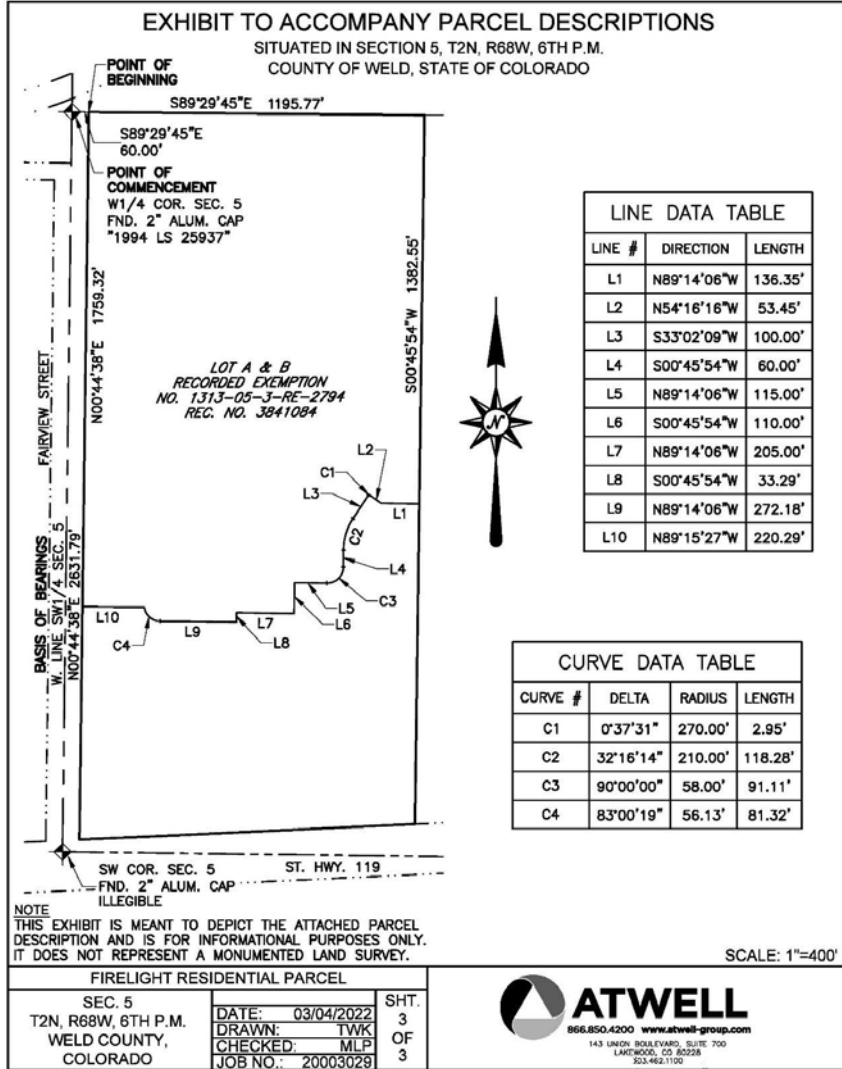 EXHIBIT TO ACCOMPANY PARCEL DESCRIPTIONS
SITUATED IN SECTION 5, T2N, R68W, 6TH P.M.
COUNTY OF WELD, STATE OF COLORADO
POINT OF
BEGINNING
S89°29'45"E 1195.77'
S89°29'45"E
60.00'
POINT OF
COMMENCEMENT
W1/4 COR. SEC. 5
FND. 2" ALUM. CAP
"1994 LS 25937"
N00°44'38"E 1759.32'
S00°45'54"W 1382.55'
LOT A & B
RECORDED EXEMPTION
NO. 1313-05-3-RE-2794
REC. NO. 3841084
FAIRVIEW STREET
BASIS OF BEARINGS
W. LINE SW1/4 SEC. 5
N00°44'38"E 2631.79'
L2
C1
L3
L1
C2
L4
C3
L5
L6
L10
L7
L9
C4
L8
N
SW COR. SEC. 5
FND. 2" ALUM. CAP
ILLEGIBLE
ST. HWY. 119
LINE DATA TABLE
LINE # DIRECTION LENGTH
L1 N89°14'06"W 136.35'
L2 N54°16'16"W 53.45'
L3 S33°02'09"W 100.00'
L4 S00°45'54"W 60.00'
L5 N89°14'06"W 115.00'
L6 S00°45'54"W 110.00'
L7 N89°14'06"W 205.00'
L8 S00°45'54"W 33.29'
L9 N89°14'06"W 272.18'
L10 N89°15'27"W 220.29'
CURVE DATA TABLE
CURVE # DELTA RADIUS LENGTH
C1 0°37'31" 270.00' 2.95'
C2 32°16'14" 210.00' 118.28'
C3 90°00'00" 58.00' 91.11'
C4 83°00'19" 56.13' 81.32'
NOTE
THIS EXHIBIT IS MEANT TO DEPICT THE ATTACHED PARCEL
DESCRIPTION AND IS FOR INFORMATIONAL PURPOSES ONLY.
IT DOES NOT REPRESENT A MONUMENTED LAND SURVEY.
SCALE: 1"=400'
FIRELIGHT RESIDENTIAL PARCEL
SEC. 5
T2N, R68W, 6TH P.M.
WELD COUNTY,
COLORADO
DATE: 03/04/2022
DRAWN: TWK
CHECKED: MLP
JOB NO.: 20003029
SHT.
3
OF
3
ATWELL
866.850.4200 www.atwell-group.com
143 UNION BOULEVARD, SUITE 700
LAKEWOOD, CO 80228
303.462.1100